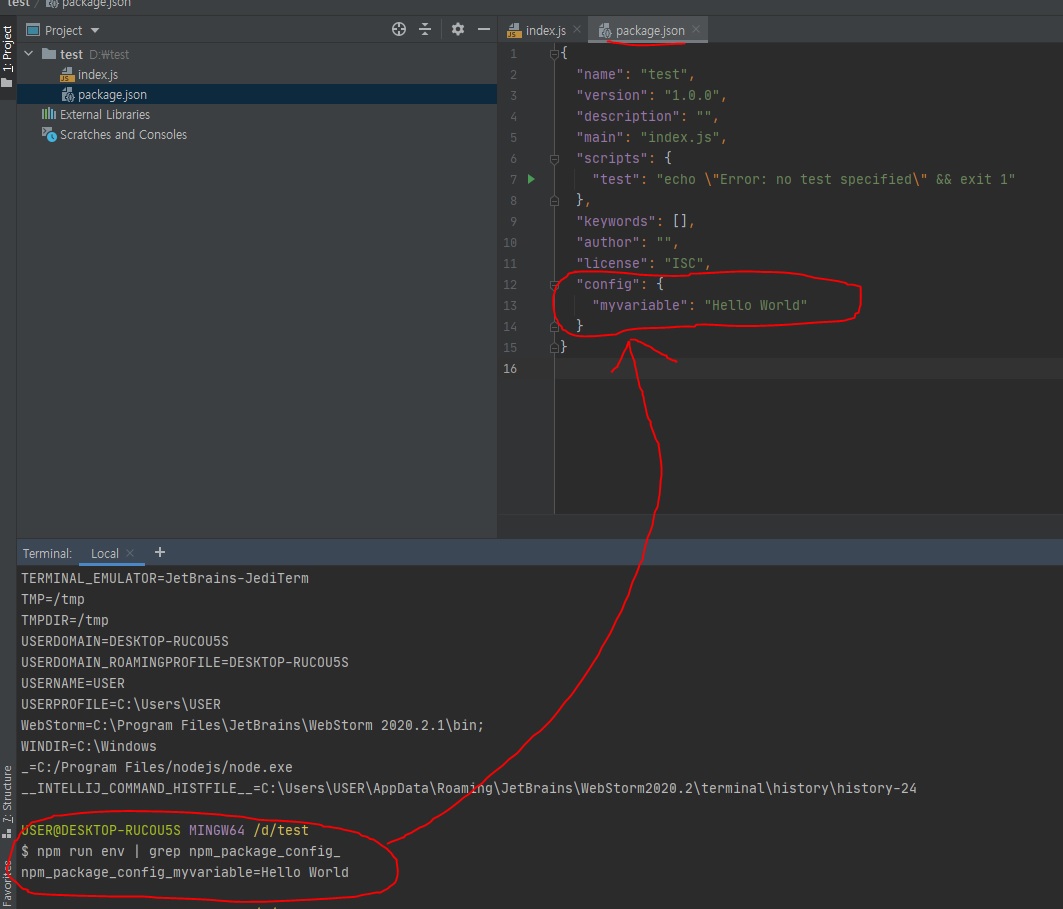 test / package.json
1: Project
Project
index.js
package.json
test D:\test
index.js
package.json
External Libraries
Scratches and Consoles
1 {
2 "name": "test",
3 "version": "1.0.0",
4 "description": "",
5 "main": "index.js",
6 "scripts": {
7 "test": "echo \"Error: no test specified\" && exit 1"
8 },
9 "keywords": [],
10 "author": "",
11 "license": "ISC",
12 "config": {
13 "myvariable": "Hello World"
14 }
15 }
16
Terminal: Local +
TERMINAL_EMULATOR=JetBrains-JediTerm
TMP=/tmp
TMPDIR=/tmp
USERDOMAIN=DESKTOP-RUCOU5S
USERDOMAIN_ROAMINGPROFILE=DESKTOP-RUCOU5S
USERNAME=USER
USERPROFILE=C:\Users\USER
WebStorm=C:\Program Files\JetBrains\WebStorm 2020.2.1\bin;
WINDIR=C:\Windows
_=C:/Program Files/nodejs/node.exe
__INTELLIJ_COMMAND_HISTFILE__=C:\Users\USER\AppData\Roaming\JetBrains\WebStorm2020.2\terminal\history\history-24
USER@DESKTOP-RUCOU5S MINGW64 /d/test
$ npm run env | grep npm_package_config_
npm_package_config_myvariable=Hello World
7: Structure
Favorites